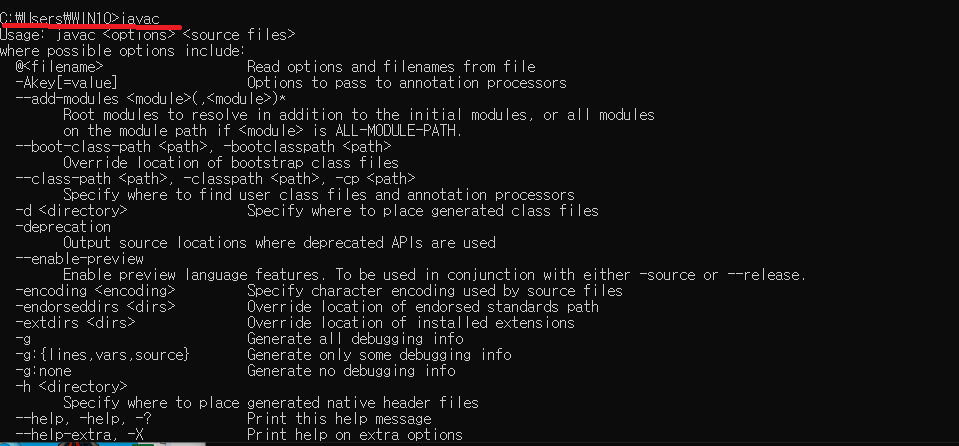 C:₩Users₩WIN10>javac
Usage: javac <options> <source files>
where possible options include:
@<filename> Read options and filenames from file
-Akey[=value] Options to pass to annotation processors
--add-modules <module>(,<module>)*
Root modules to resolve in addition to the initial modules, or all modules
on the module path if <module> is ALL-MODULE-PATH.
--boot-class-path <path>, -bootclasspath <path>
Override location of bootstrap class files
--class-path <path>, -classpath <path>, -cp <path>
Specify where to find user class files and annotation processors
-d <directory> Specify where to place generated class files
-deprecation
Output source locations where deprecated APIs are used
--enable-preview
Enable preview language features. To be used in conjunction with either -source or --release.
-encoding <encoding> Specify character encoding used by source files
-endorseddirs <dirs> Override location of endorsed standards path
-extdirs <dirs> Override location of installed extensions
-g Generate all debugging info
-g:{lines,vars,source} Generate only some debugging info
-g:none Generate no debugging info
-h <directory>
Specify where to place generated native header files
--help, -help, -? Print this help message
--help-extra, -X Print help on extra options